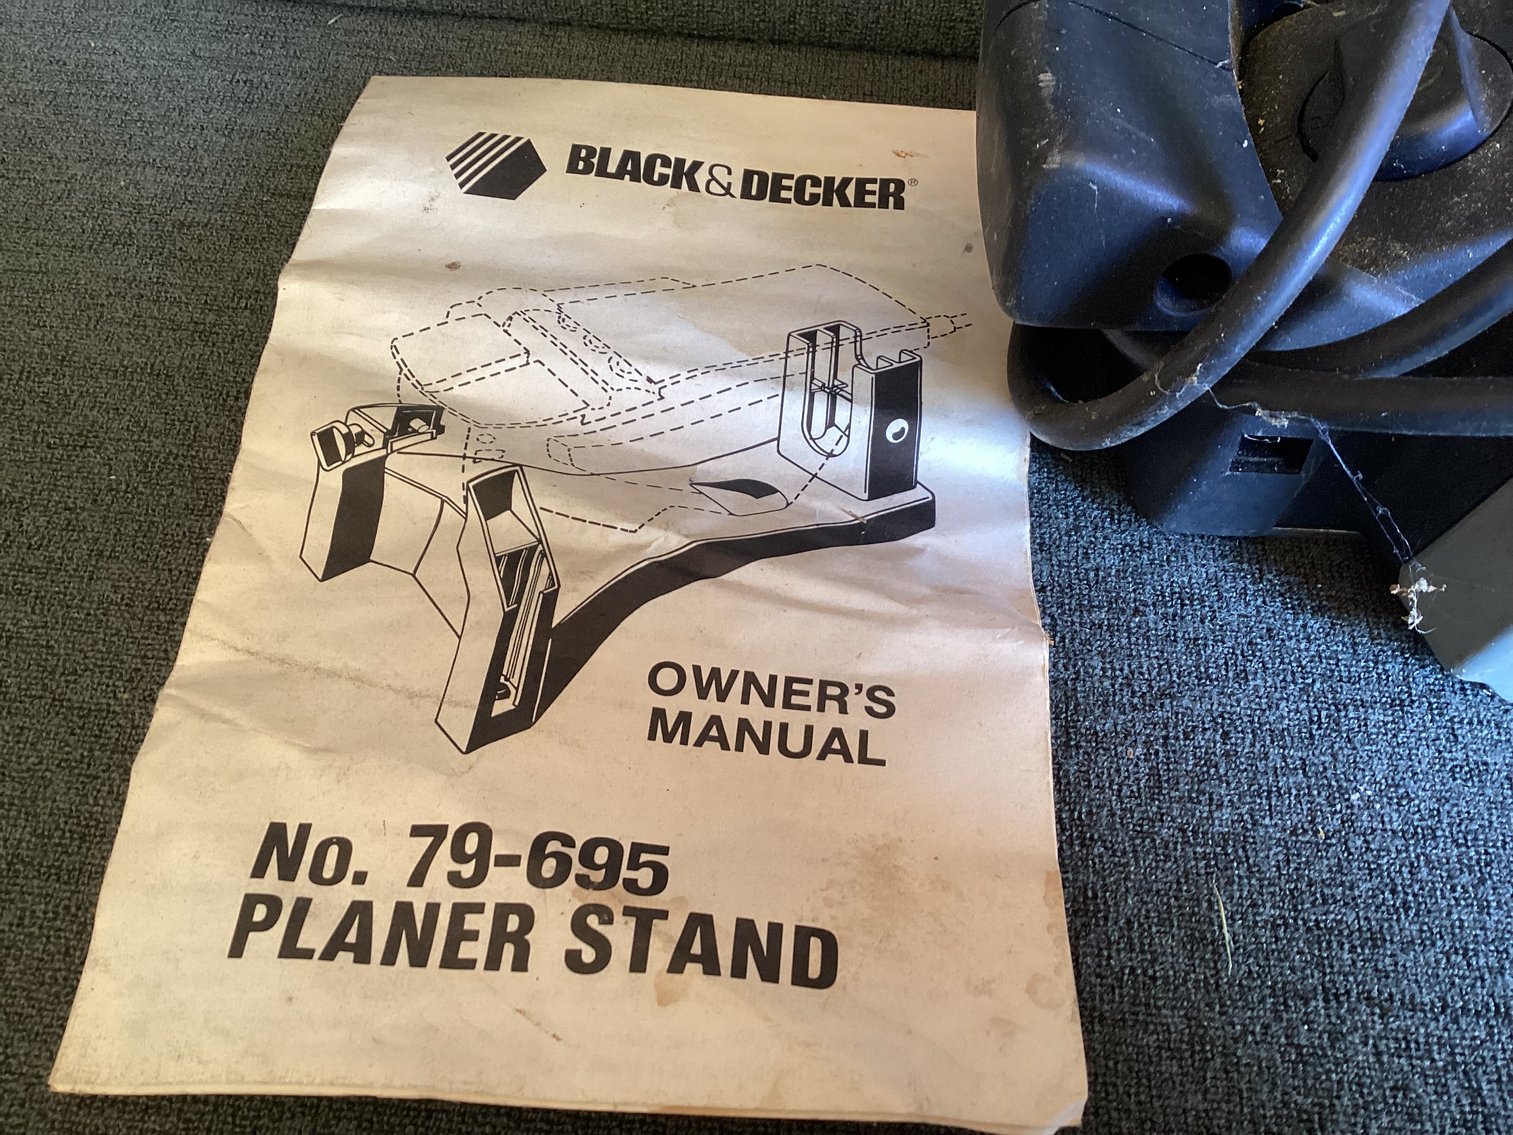 BLACK&DECKER®
OWNER'S
MANUAL
No. 79-695
PLANER STAND